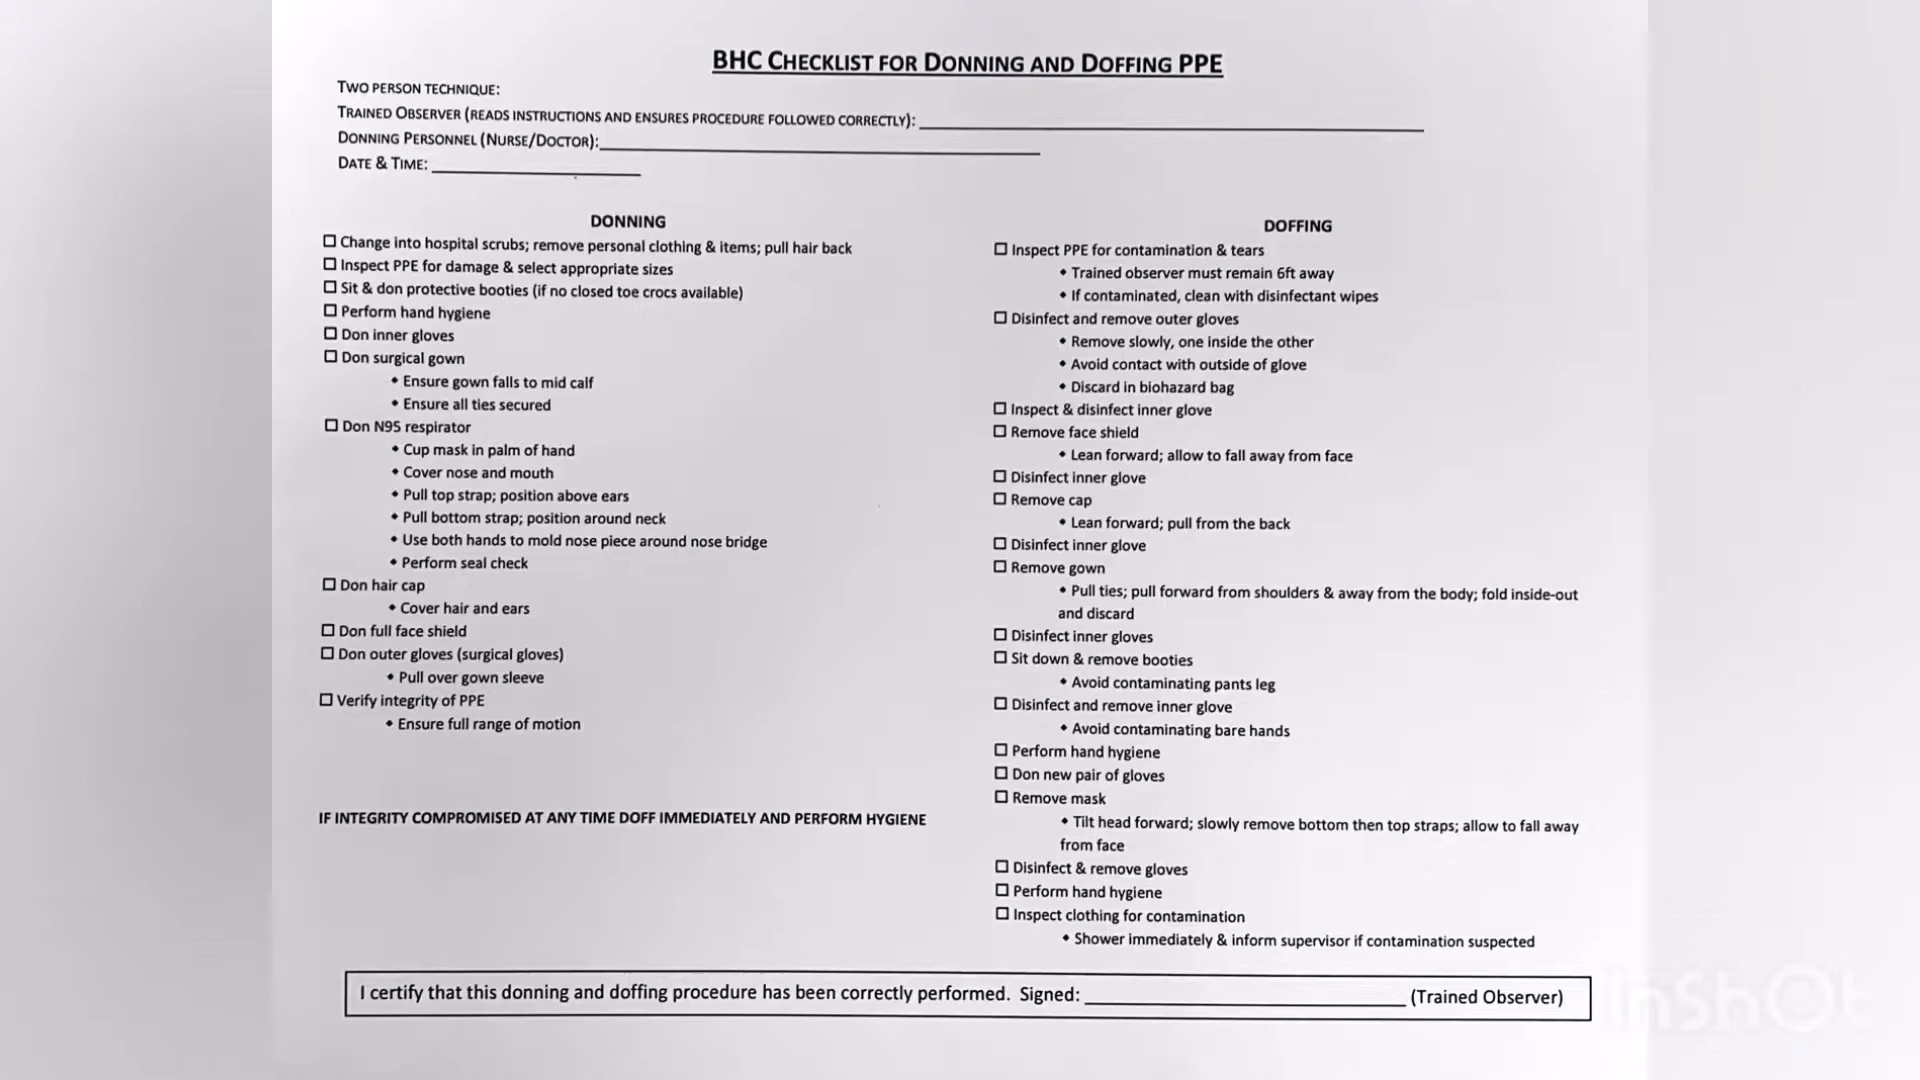 BHC CHECKLIST FOR DONNING AND DOFFING PPE
TWO PERSON TECHNIQUE:
TRAINED OBSERVER (READS INSTRUCTIONS AND ENSURES PROCEDURE FOLLOWED CORRECTLY):
DONNING PERSONNEL (NURSE/DOCTOR):
DATE & TIME:
DONNING
☐ Change into hospital scrubs; remove personal clothing & items; pull hair back
☐ Inspect PPE for damage & select appropriate sizes
☐ Sit & don protective booties (if no closed toe crocs available)
☐ Perform hand hygiene
☐ Don inner gloves
☐ Don surgical gown
• Ensure gown falls to mid calf
• Ensure all ties secured
☐ Don N95 respirator
• Cup mask in palm of hand
• Cover nose and mouth
• Pull top strap; position above ears
• Pull bottom strap; position around neck
• Use both hands to mold nose piece around nose bridge
• Perform seal check
☐ Don hair cap
• Cover hair and ears
☐ Don full face shield
☐ Don outer gloves (surgical gloves)
• Pull over gown sleeve
☐ Verify integrity of PPE
• Ensure full range of motion
IF INTEGRITY COMPROMISED AT ANY TIME DOFF IMMEDIATELY AND PERFORM HYGIENE
DOFFING
☐ Inspect PPE for contamination & tears
• Trained observer must remain 6ft away
• If contaminated, clean with disinfectant wipes
☐ Disinfect and remove outer gloves
• Remove slowly, one inside the other
• Avoid contact with outside of glove
• Discard in biohazard bag
☐ Inspect & disinfect inner glove
☐ Remove face shield
• Lean forward; allow to fall away from face
☐ Disinfect inner glove
☐ Remove cap
• Lean forward; pull from the back
☐ Disinfect inner glove
☐ Remove gown
• Pull ties; pull forward from shoulders & away from the body; fold inside-out
and discard
☐ Disinfect inner gloves
☐ Sit down & remove booties
• Avoid contaminating pants leg
☐ Disinfect and remove inner glove
• Avoid contaminating bare hands
☐ Perform hand hygiene
☐ Don new pair of gloves
☐ Remove mask
• Tilt head forward; slowly remove bottom then top straps; allow to fall away
from face
☐ Disinfect & remove gloves
☐ Perform hand hygiene
☐ Inspect clothing for contamination
• Shower immediately & inform supervisor if contamination suspected
I certify that this donning and doffing procedure has been correctly performed. Signed: (Trained Observer)
InShOt